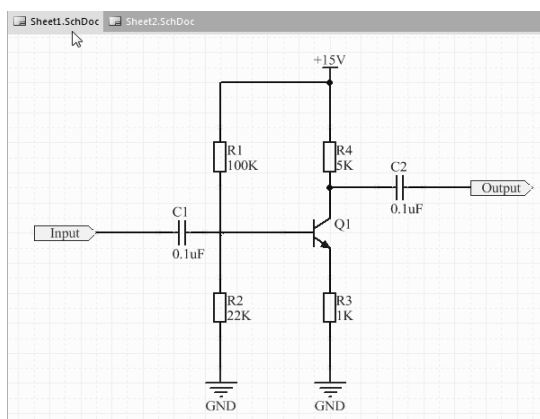 Sheet1.SchDoc Sheet2.SchDoc
+15V
R1
100K
R4
5K
C2
0.1uF
Output
C1
0.1uF
Input
Q1
R2
22K
R3
1K
GND
GND